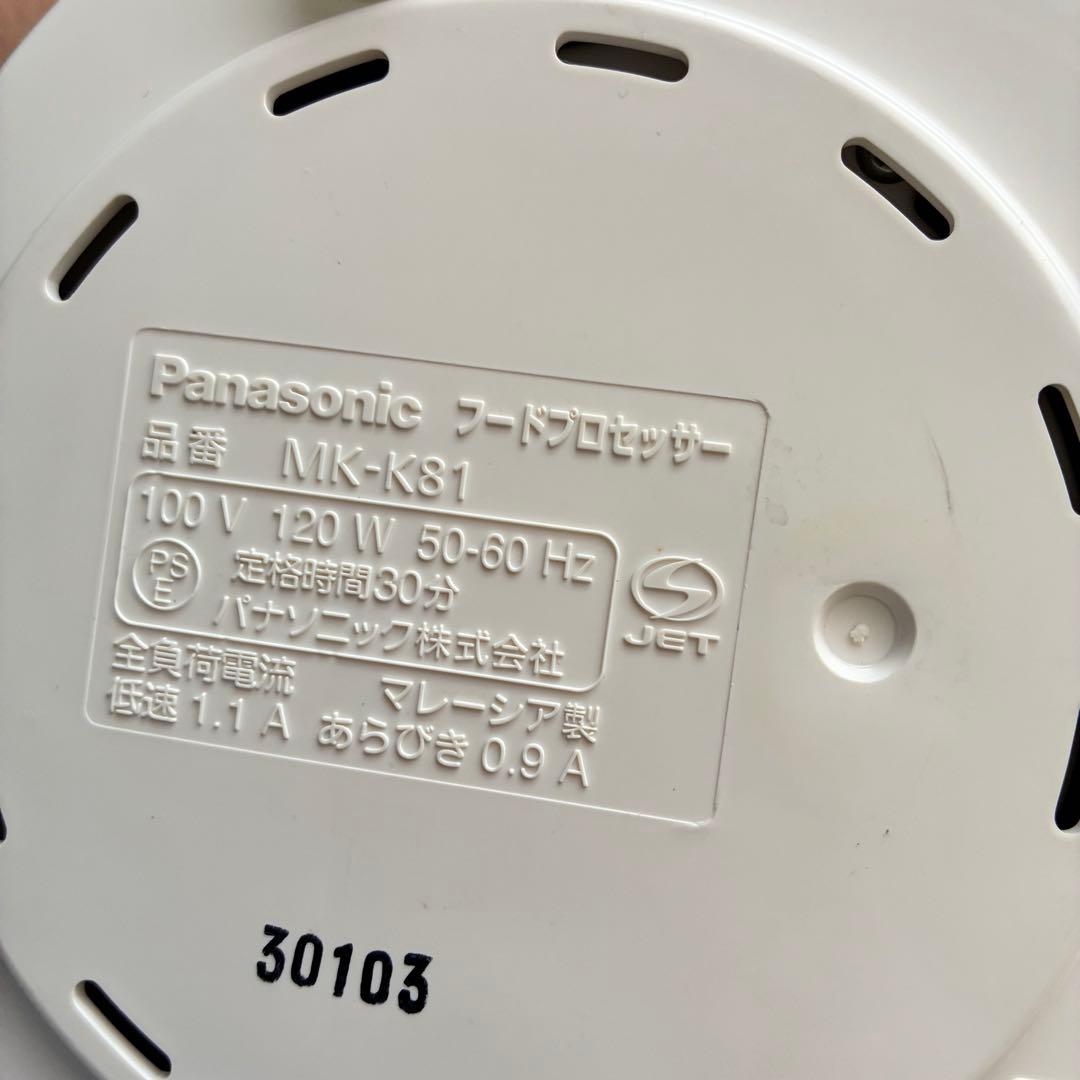 Panasonic フードプロセッサー
品番 MK-K81
100 V 120 W 50-60 Hz
PS
E
定格時間30分
パナソニック株式会社
JET
全負荷電流 マレーシア製
低速 1.1 A あらびき 0.9 A
30103